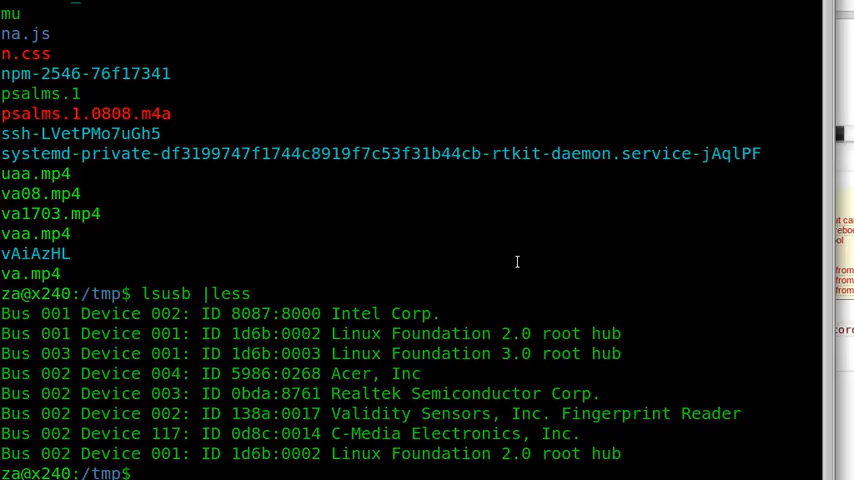 mu
na.js
n.css
npm-2546-76f17341
psalms.1
psalms.1.0808.m4a
ssh-LVetPMo7uGh5
systemd-private-df3199747f1744c8919f7c53f31b44cb-rtkit-daemon.service-jAqlPF
uaa.mp4
va08.mp4
va1703.mp4
vaa.mp4
vAiAzHL
va.mp4
za@x240:/tmp$ lsusb |less
Bus 001 Device 002: ID 8087:8000 Intel Corp.
Bus 001 Device 001: ID 1d6b:0002 Linux Foundation 2.0 root hub
Bus 003 Device 001: ID 1d6b:0003 Linux Foundation 3.0 root hub
Bus 002 Device 004: ID 5986:0268 Acer, Inc
Bus 002 Device 003: ID 0bda:8761 Realtek Semiconductor Corp.
Bus 002 Device 002: ID 138a:0017 Validity Sensors, Inc. Fingerprint Reader
Bus 002 Device 117: ID 0d8c:0014 C-Media Electronics, Inc.
Bus 002 Device 001: ID 1d6b:0002 Linux Foundation 2.0 root hub
za@x240:/tmp$
from
from
from